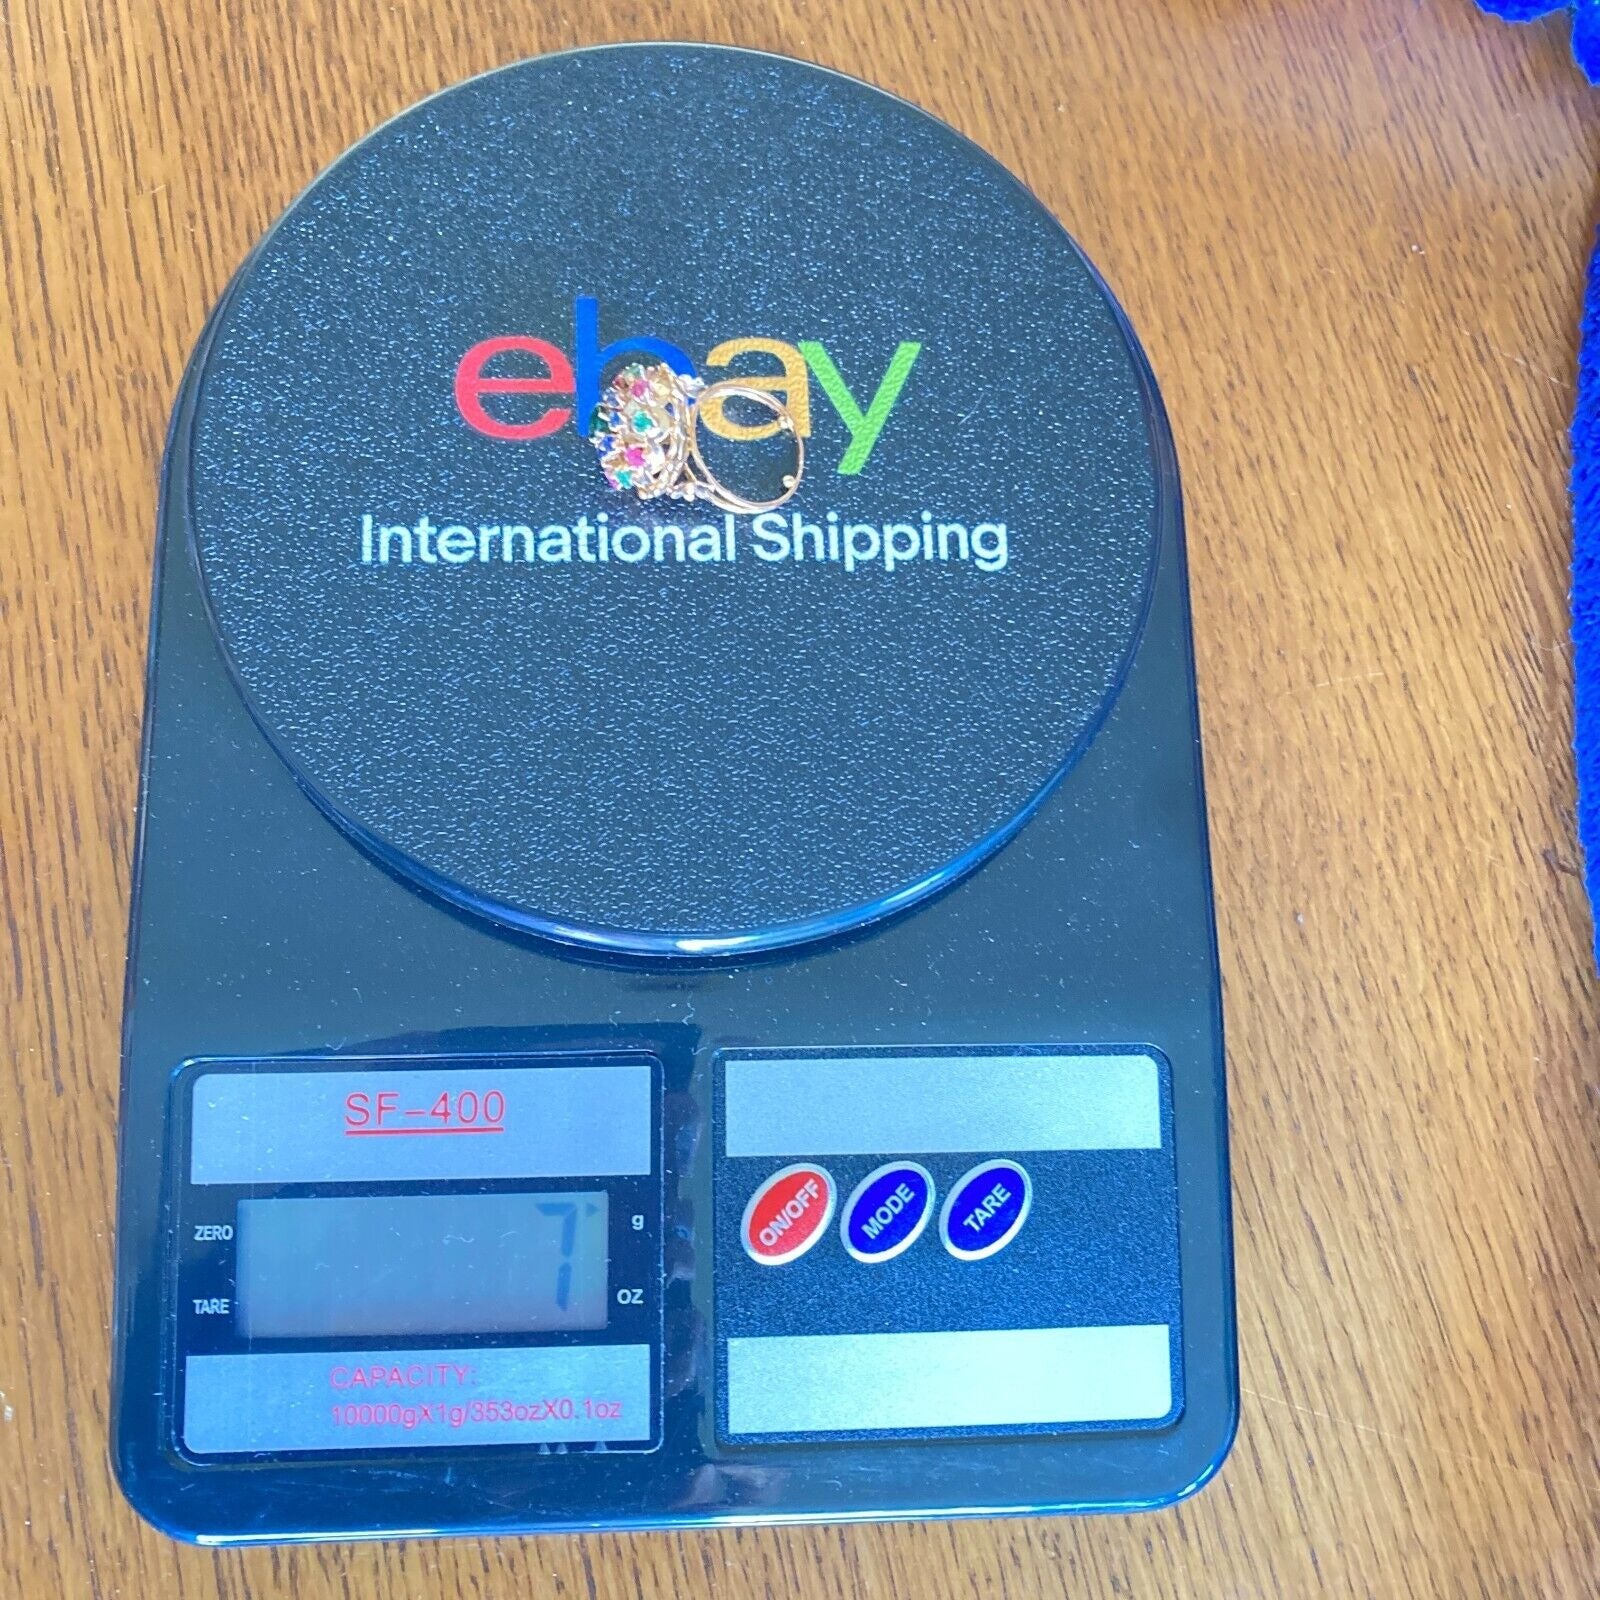 ebay
International Shipping
SF-400
ZERO
7
g
TARE
oz
CAPACITY:
10000gX1g/353ozX0.1oz
ON/OFF
MODE
TARE